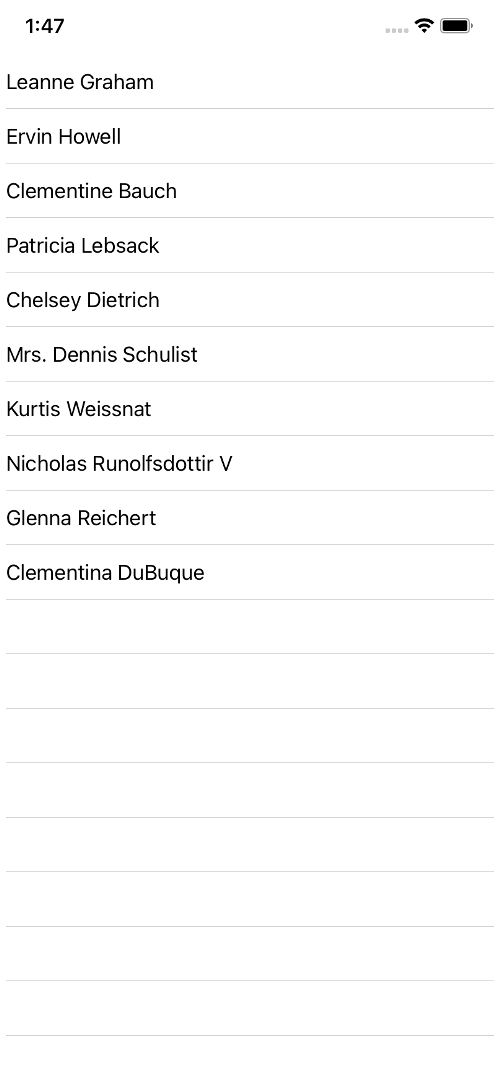 1:47
Leanne Graham
Ervin Howell
Clementine Bauch
Patricia Lebsack
Chelsey Dietrich
Mrs. Dennis Schulist
Kurtis Weissnat
Nicholas Runolfsdottir V
Glenna Reichert
Clementina DuBuque